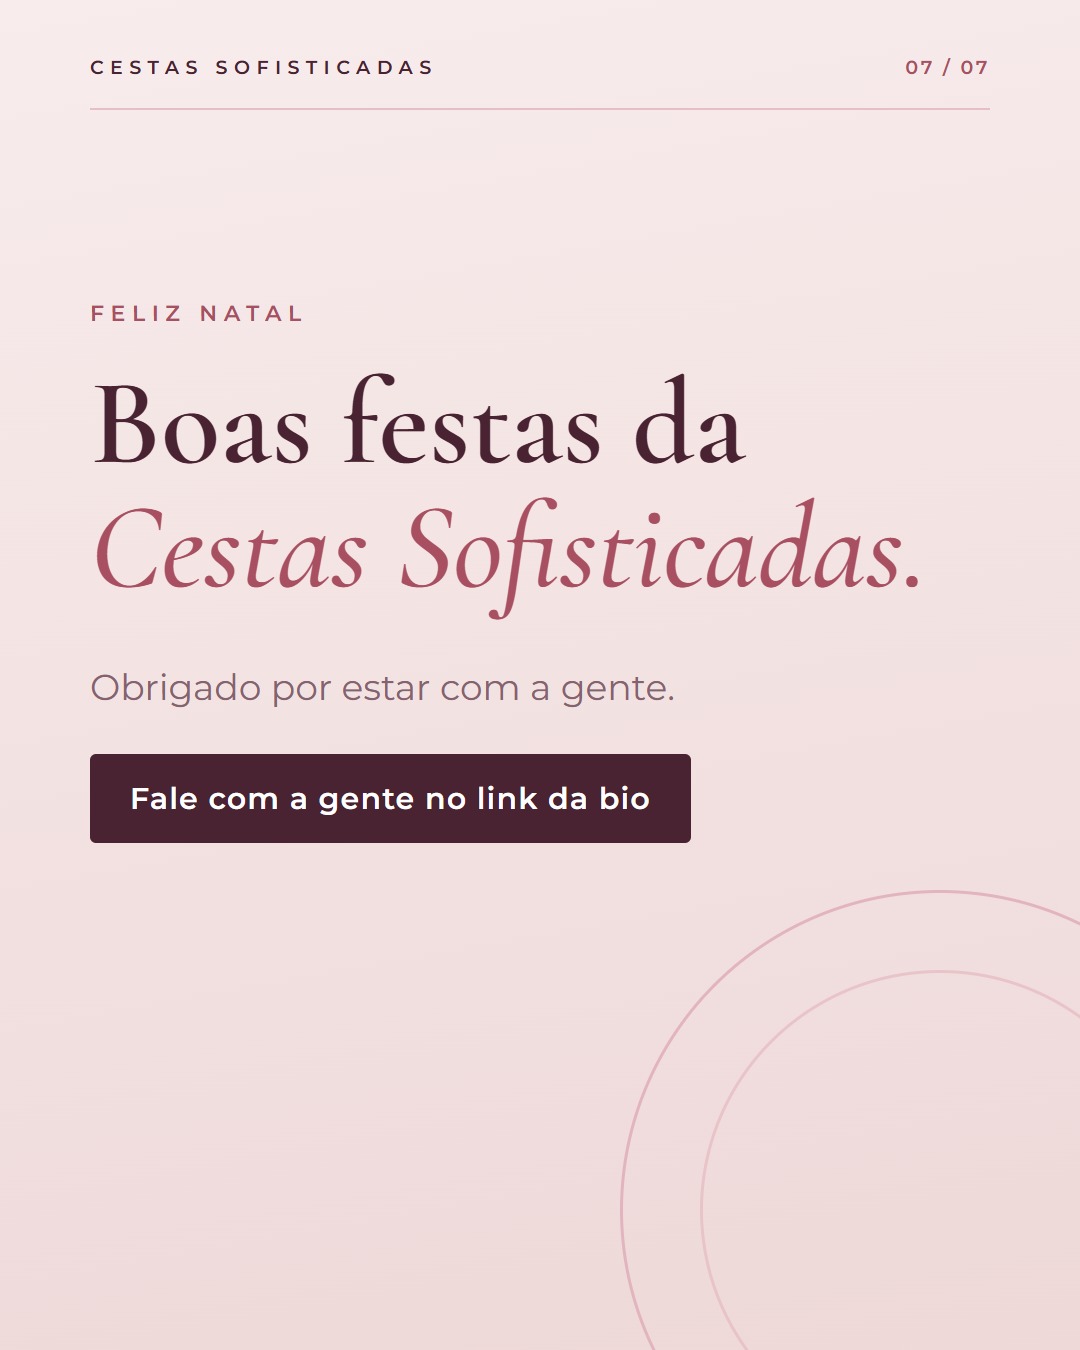 CESTAS SOFISTICADAS
07 / 07
FELIZ NATAL
Boas festas da
Cestas Sofisticadas.
Obrigado por estar com a gente.
Fale com a gente no link da bio